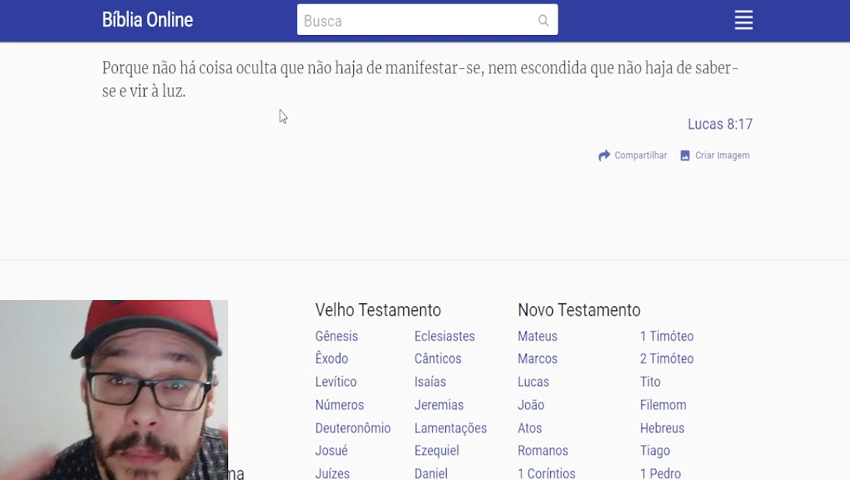 Bíblia Online
Busca
Porque não há coisa oculta que não haja de manifestar-se, nem escondida que não haja de saber-
se e vir à luz.
Lucas 8:17
Compartilhar
Criar Imagem
Velho Testamento
Gênesis
Êxodo
Levítico
Números
Deuteronômio
Josué
Juízes
Eclesiastes
Cânticos
Isaías
Jeremias
Lamentações
Ezequiel
Daniel
Novo Testamento
Mateus
Marcos
Lucas
João
Atos
Romanos
1 Coríntios
1 Timóteo
2 Timóteo
Tito
Filemom
Hebreus
Tiago
1 Pedro